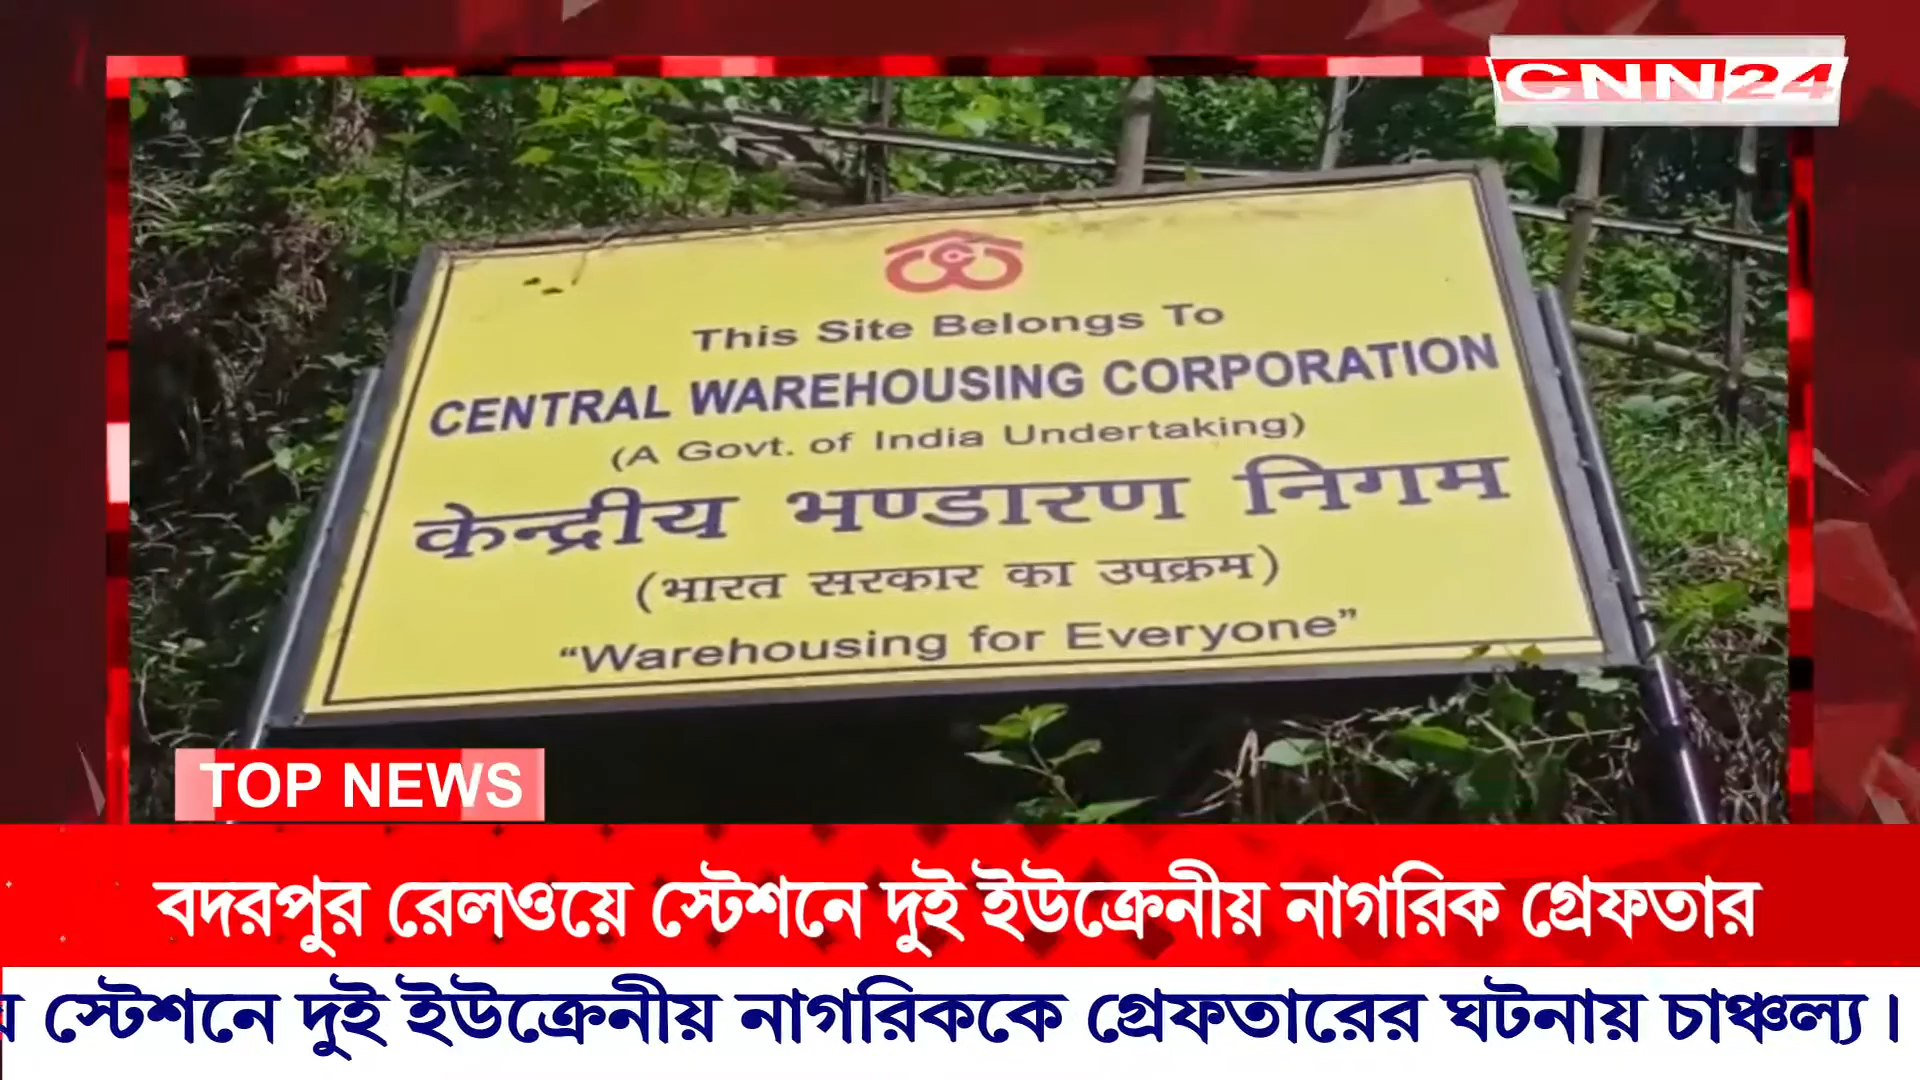 CNN24
This Site Belongs To
CENTRAL WAREHOUSING CORPORATION
(A Govt. of India Undertaking)
केन्द्रीय भण्डारण निगम
(भारत सरकार का उपक्रम)
“Warehousing for Everyone”
TOP NEWS
বদরপুর রেলওয়ে স্টেশনে দুই ইউক্রেনীয় নাগরিক গ্রেফতার
স্টেশনে দুই ইউক্রেনীয় নাগরিককে গ্রেফতারের ঘটনায় চাঞ্চল্য।